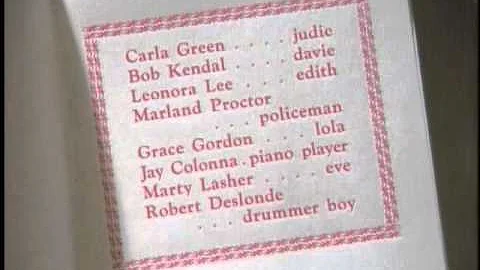 Carla Green . . . . judie
Bob Kendal . . . . davie
Leonora Lee . . . . edith
Marland Proctor
. . . policeman
Grace Gordon . . . lola
Jay Colonna . piano player
Marty Lasher . . . . eve
Robert Deslonde
. . . drummer boy